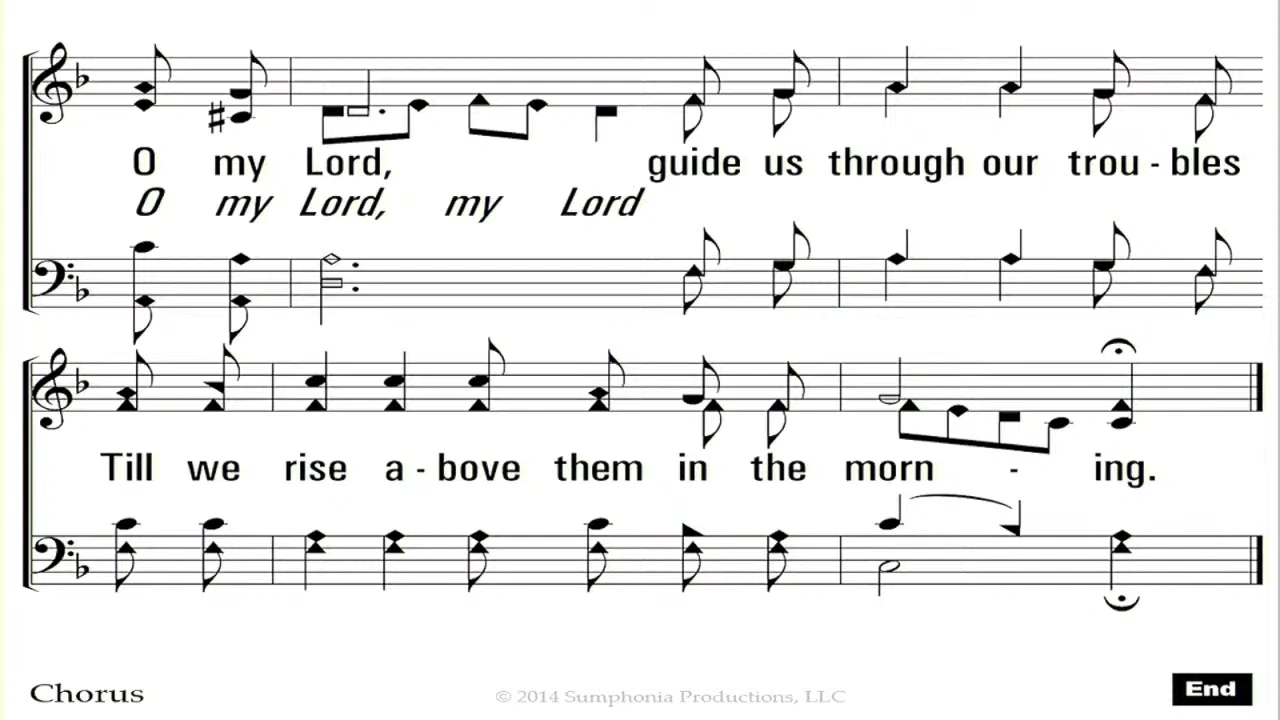 O my Lord, guide us through our trou - bles
O my Lord, my Lord
Till we rise a - bove them in the morn - ing.
Chorus
© 2014 Sumphonia Productions, LLC
End